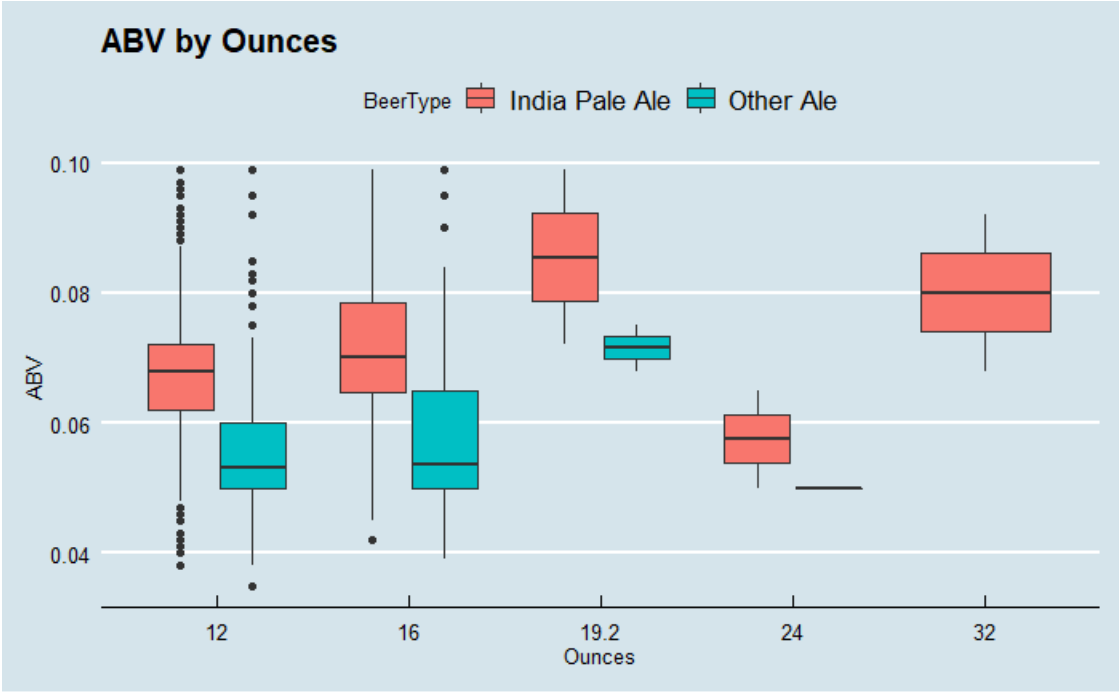 ABV by Ounces
BeerType India Pale Ale Other Ale
0.10
0.08
0.06
0.04
ABV
12 16 19.2 24 32
Ounces